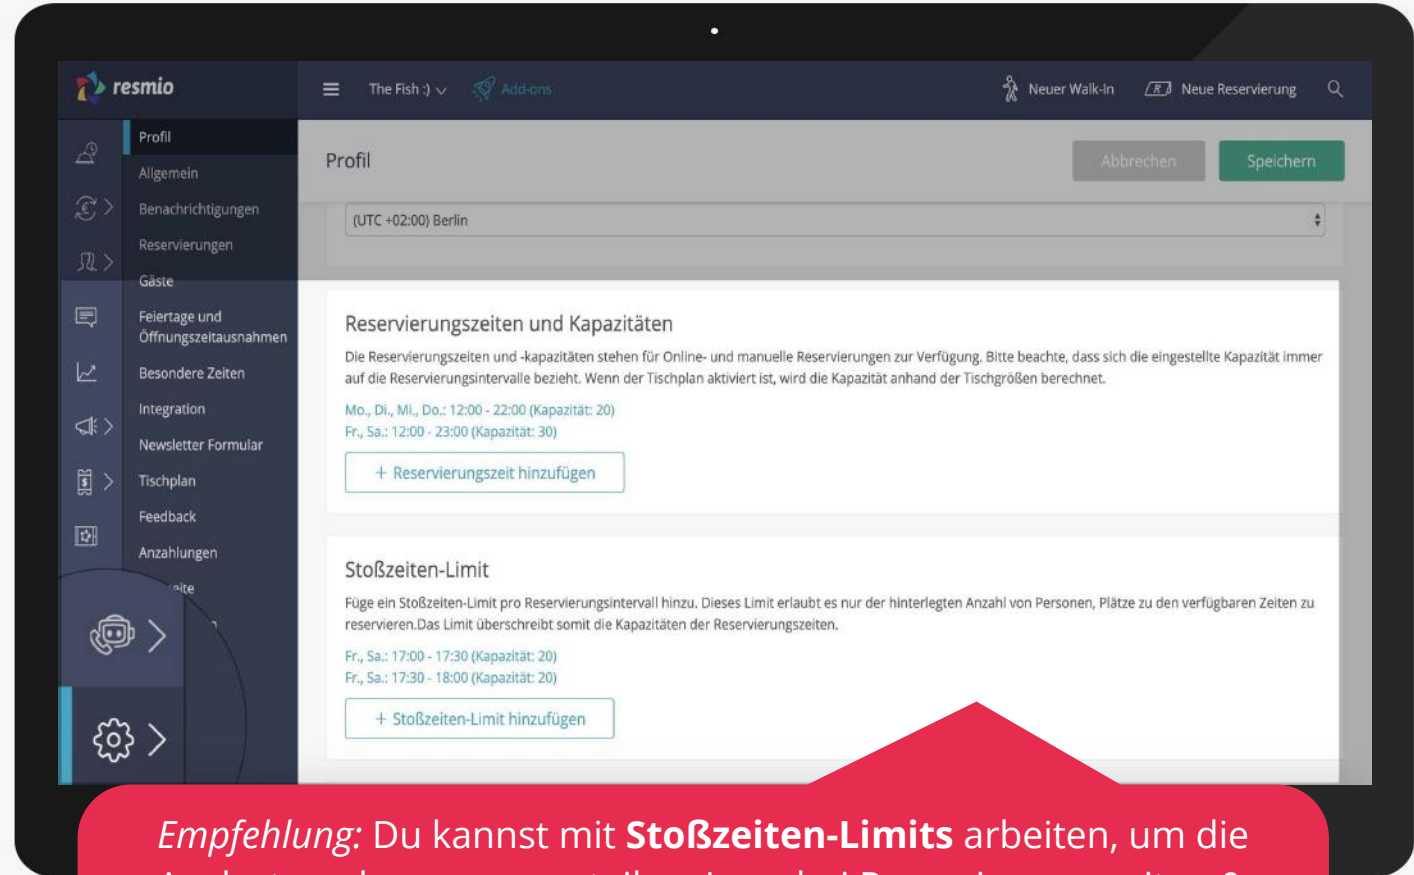 resmio
The Fish :)
Add-ons
Neuer Walk-In
Neue Reservierung
Profil
Allgemein
Benachrichtigungen
Reservierungen
Gäste
Feiertage und
Öffnungszeitausnahmen
Besondere Zeiten
Integration
Newsletter Formular
Tischplan
Feedback
Anzahlungen
Profil
Abbrechen
Speichern
(UTC +02:00) Berlin
Reservierungszeiten und Kapazitäten
Die Reservierungszeiten und -kapazitäten stehen für Online- und manuelle Reservierungen zur Verfügung. Bitte beachte, dass sich die eingestellte Kapazität immer
auf die Reservierungsintervalle bezieht. Wenn der Tischplan aktiviert ist, wird die Kapazität anhand der Tischgrößen berechnet.
Mo., Di., Mi., Do.: 12:00 - 22:00 (Kapazität: 20)
Fr., Sa.: 12:00 - 23:00 (Kapazität: 30)
+ Reservierungszeit hinzufügen
Stoßzeiten-Limit
Füge ein Stoßzeiten-Limit pro Reservierungsintervall hinzu. Dieses Limit erlaubt es nur der hinterlegten Anzahl von Personen, Plätze zu den verfügbaren Zeiten zu
reservieren.Das Limit überschreibt somit die Kapazitäten der Reservierungszeiten.
Fr., Sa.: 17:00 - 17:30 (Kapazität: 20)
Fr., Sa.: 17:30 - 18:00 (Kapazität: 20)
+ Stoßzeiten-Limit hinzufügen
Empfehlung: Du kannst mit Stoßzeiten-Limits arbeiten, um die